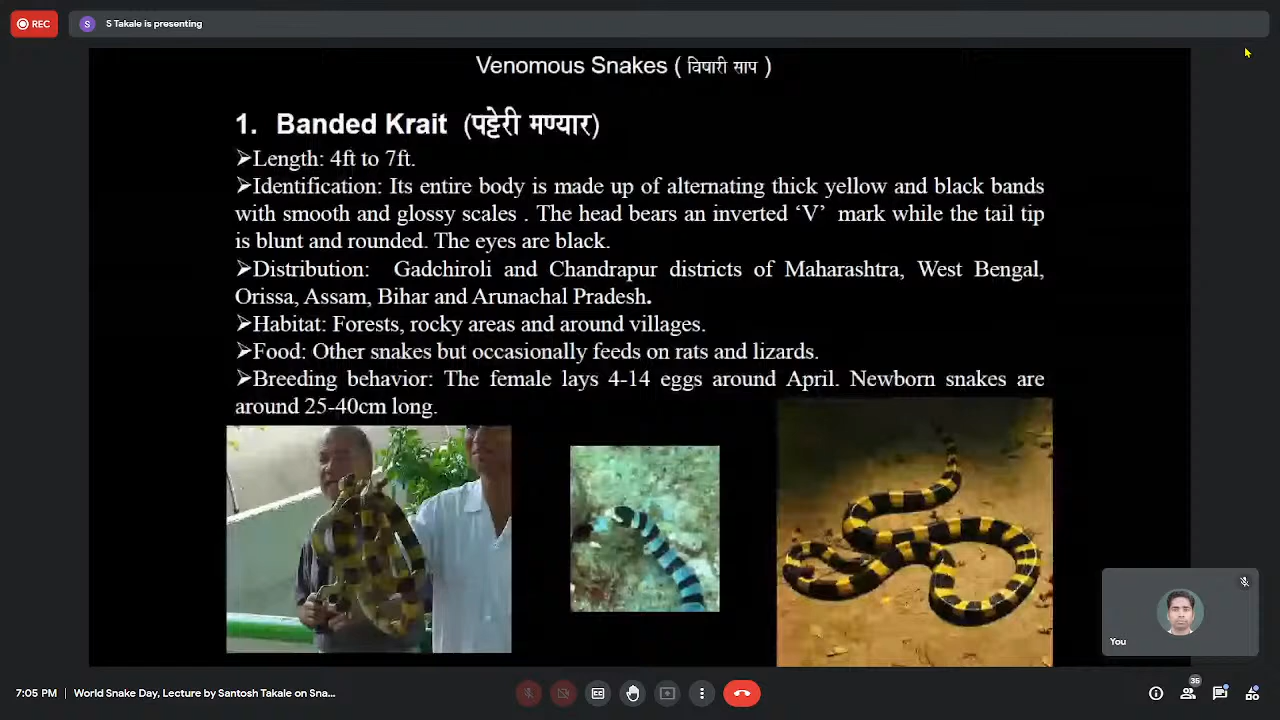 REC
S
S Takale is presenting
Venomous Snakes ( विषारी साप )
1. Banded Krait (पट्टेरी मण्यार)
➢Length: 4ft to 7ft.
➢Identification: Its entire body is made up of alternating thick yellow and black bands
with smooth and glossy scales . The head bears an inverted ‘V’ mark while the tail tip
is blunt and rounded. The eyes are black.
➢Distribution: Gadchiroli and Chandrapur districts of Maharashtra, West Bengal,
Orissa, Assam, Bihar and Arunachal Pradesh.
➢Habitat: Forests, rocky areas and around villages.
➢Food: Other snakes but occasionally feeds on rats and lizards.
➢Breeding behavior: The female lays 4-14 eggs around April. Newborn snakes are
around 25-40cm long.
You
7:05 PM | World Snake Day, Lecture by Santosh Takale on Sna...
35